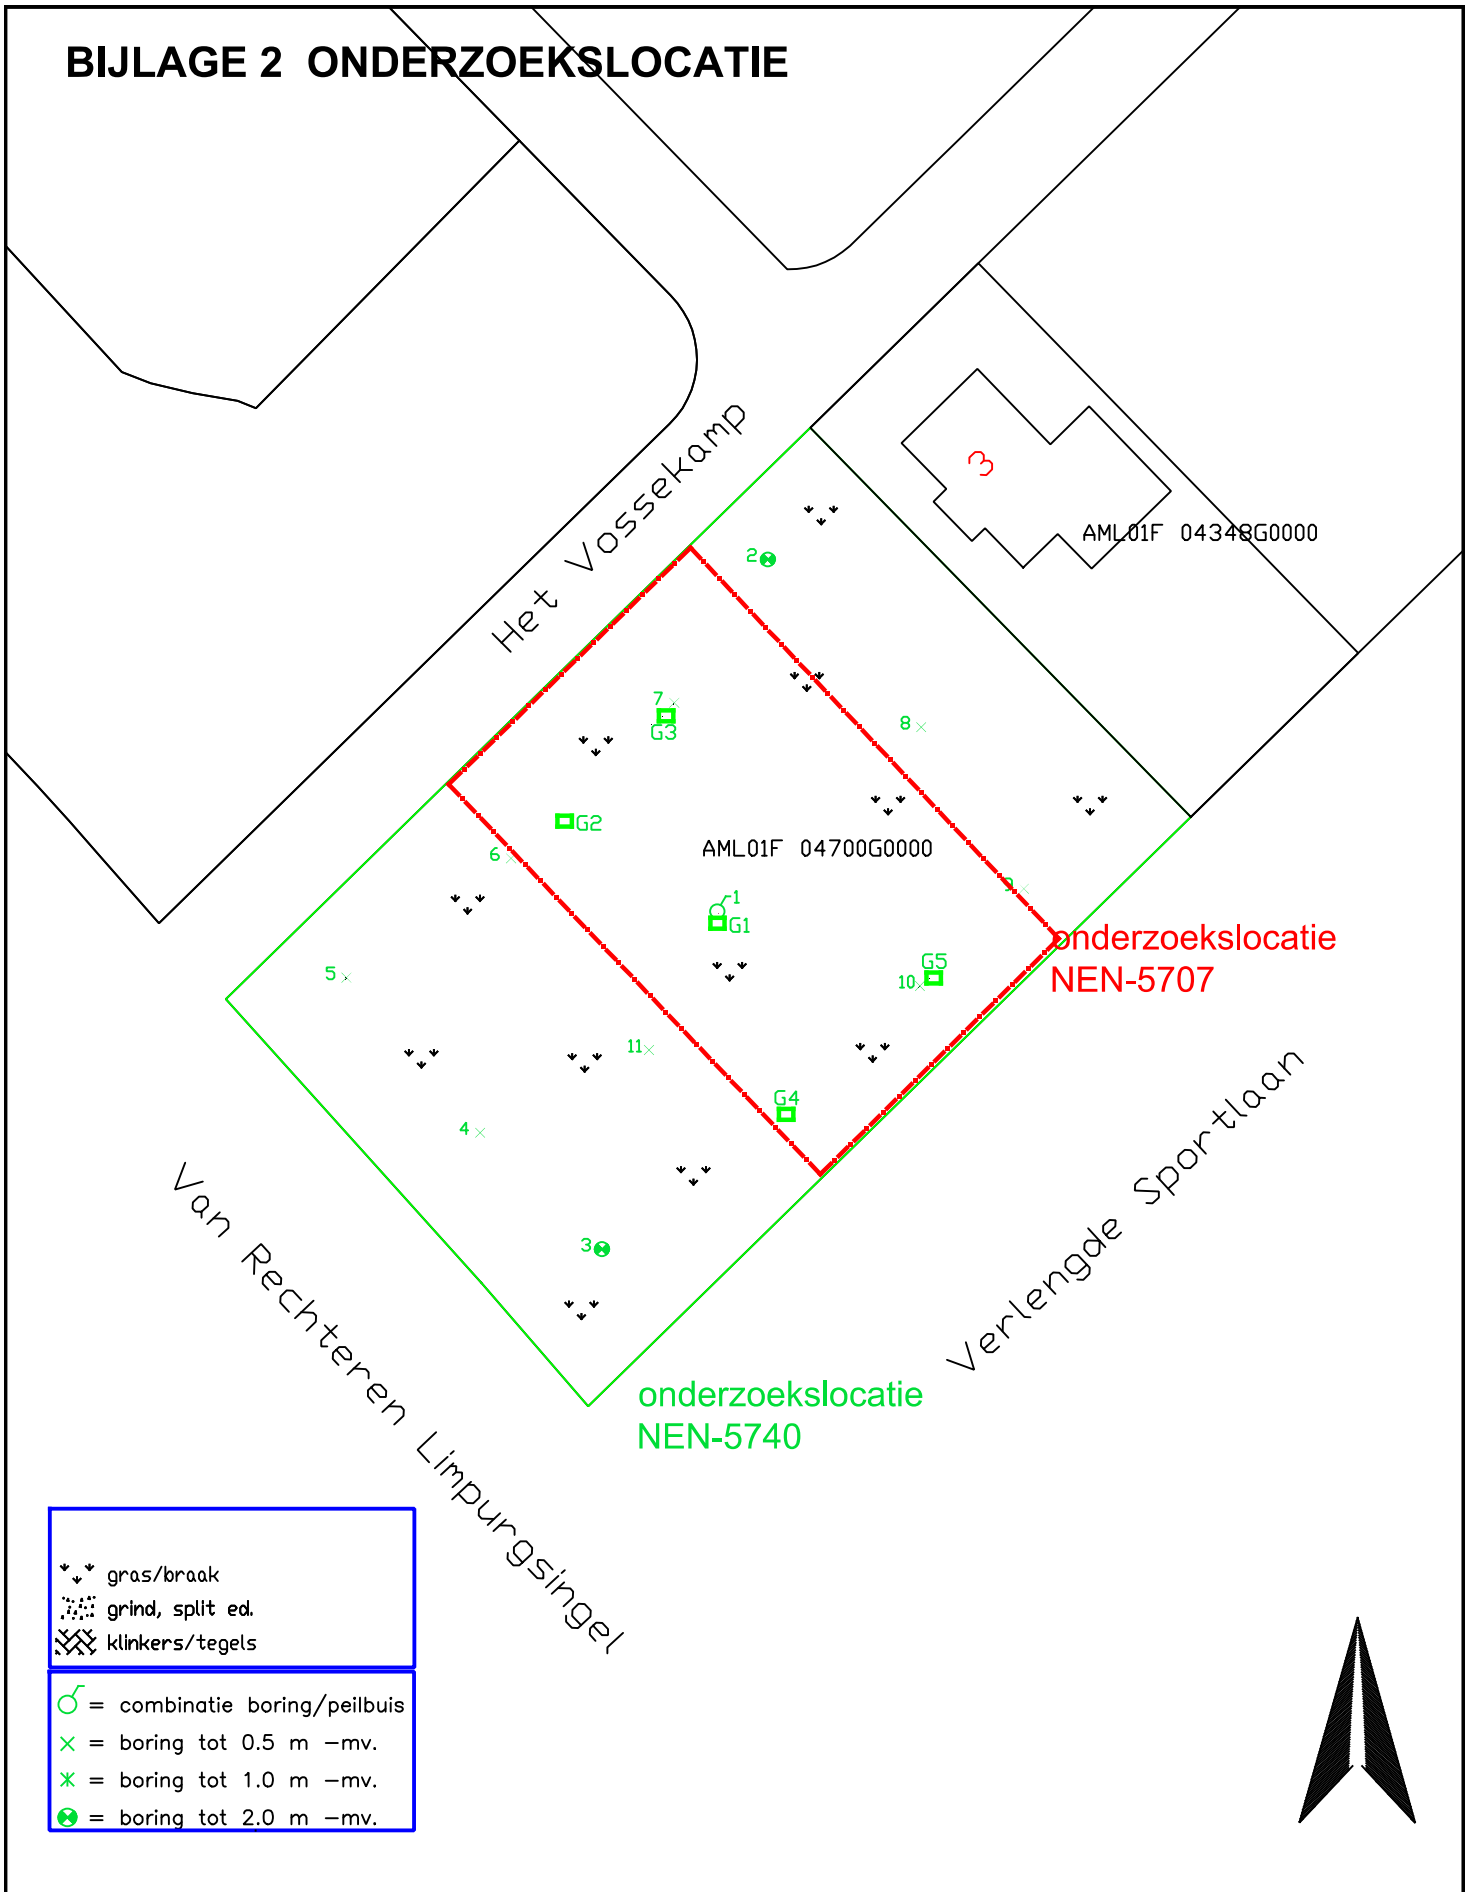 BIJLAGE 2 ONDERZOEKSLOCATIE
Het Vossekamp
3
AML01F 04348G0000
2
7
G3
8
G2
6
AML01F 04700G0000
1
G1
9
onderzoekslocatie
NEN-5707
G5
10
5
11
G4
4
3
Van Rechteren Limpurgsingel
Verlengde Sportlaan
onderzoekslocatie
NEN-5740
gras/braak
grind, split ed.
klinkers/tegels
= combinatie boring/peilbuis
= boring tot 0.5 m -mv.
= boring tot 1.0 m -mv.
= boring tot 2.0 m -mv.